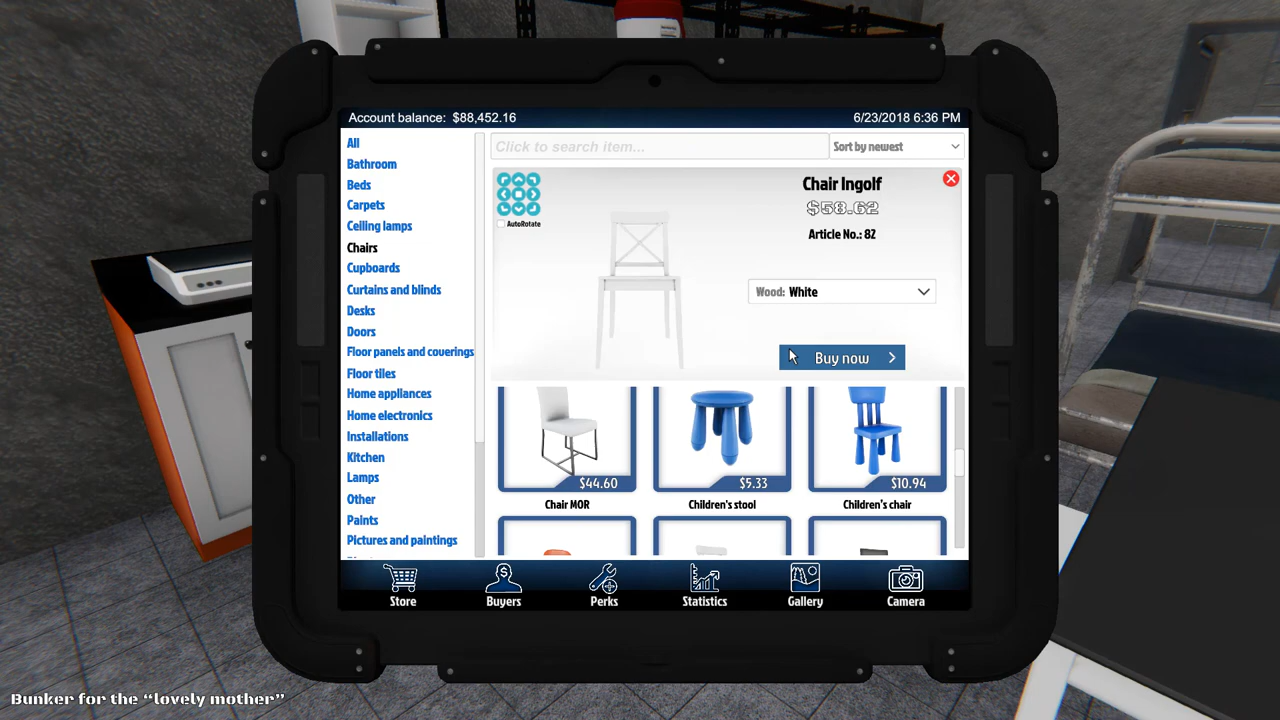 Account balance: $88,452.16
6/23/2018 6:36 PM
All
Bathroom
Beds
Carpets
Ceiling lamps
Chairs
Cupboards
Curtains and blinds
Desks
Doors
Floor panels and coverings
Floor tiles
Home appliances
Home electronics
Installations
Kitchen
Lamps
Other
Paints
Pictures and paintings
Click to search item...
Sort by newest
AutoRotate
Chair Ingolf
$58.62
Article No.: 82
Wood: White
Buy now
$44.60
$5.33
$10.94
Chair MOR
Children's stool
Children's chair
Store
Buyers
Perks
Statistics
Gallery
Camera
Bunker for the “lovely mother”